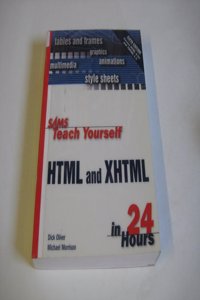 tables and frames
graphics
multimedia
animations
style sheets
SAMS
Teach Yourself
HTML and XHTML
in 24
Hours
Dick Oliver
Michael Morrison